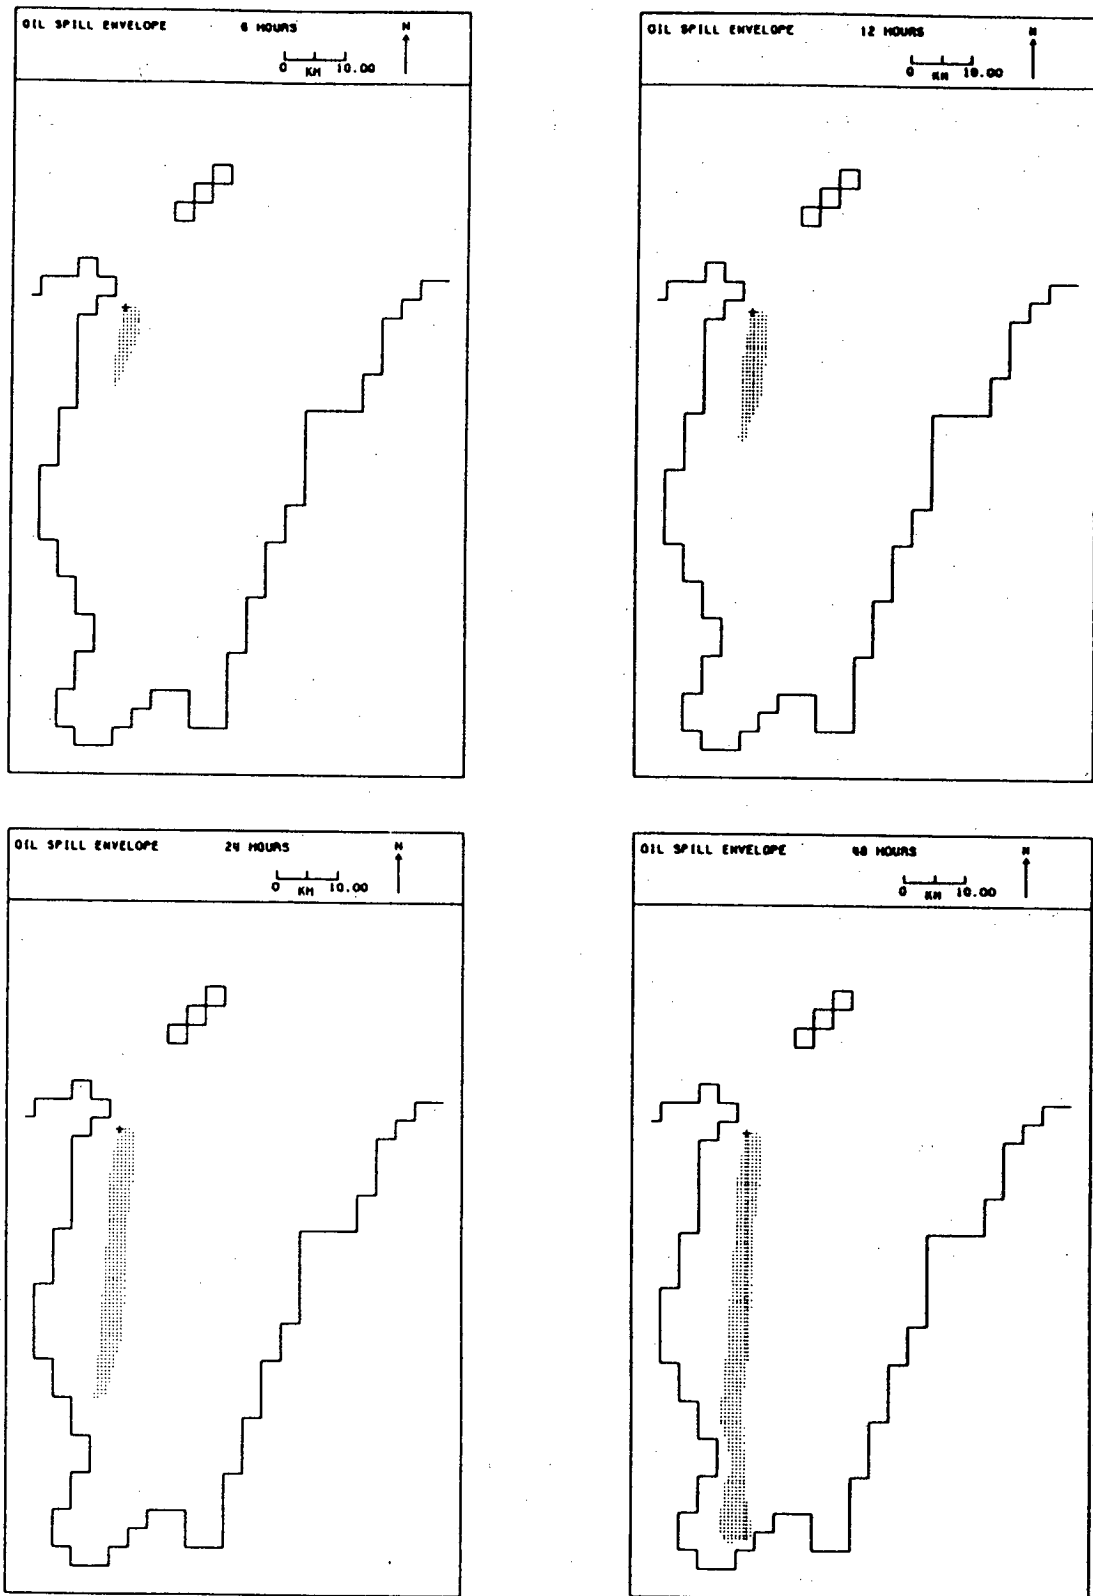 OIL SPILL ENVELOPE 6 HOURS N
0 KM 10.00
OIL SPILL ENVELOPE 12 HOURS N
0 KM 10.00
OIL SPILL ENVELOPE 24 HOURS N
0 KM 10.00
OIL SPILL ENVELOPE 48 HOURS N
0 KM 10.00